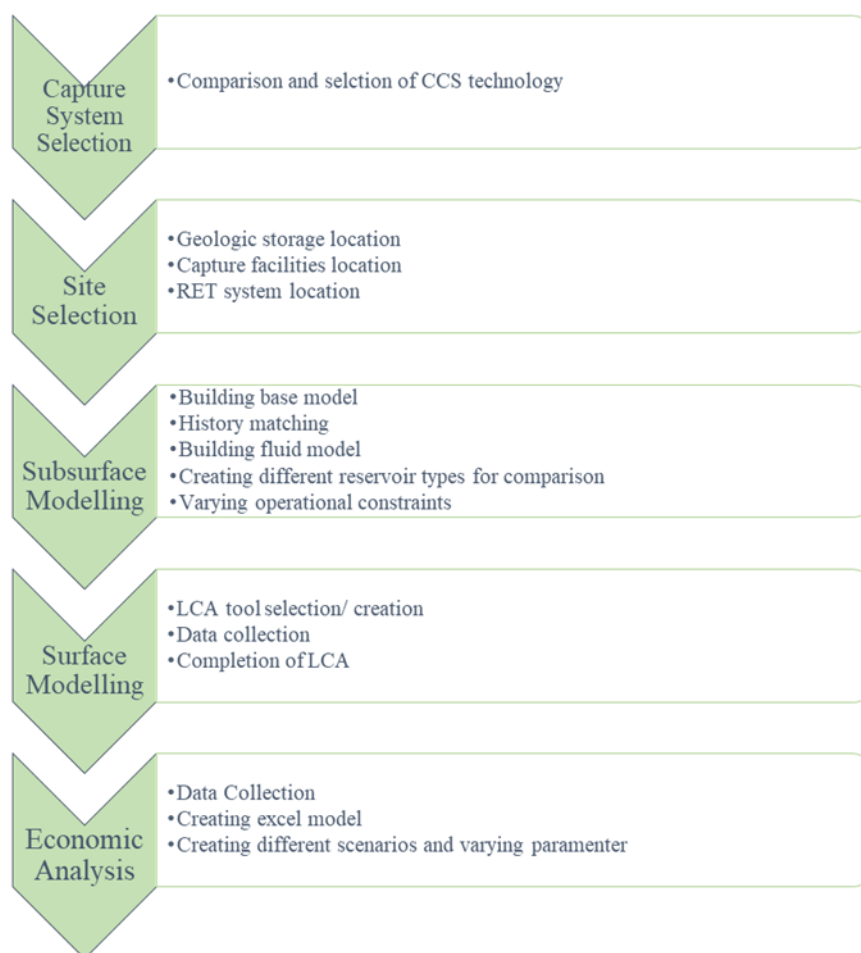 Capture
System
Selection
•Comparison and selction of CCS technology
Site
Selection
•Geologic storage location
•Capture facilities location
•RET system location
Subsurface
Modelling
•Building base model
•History matching
•Building fluid model
•Creating different reservoir types for comparison
•Varying operational constraints
Surface
Modelling
•LCA tool selection/ creation
•Data collection
•Completion of LCA
Economic
Analysis
•Data Collection
•Creating excel model
•Creating different scenarios and varying paramenter